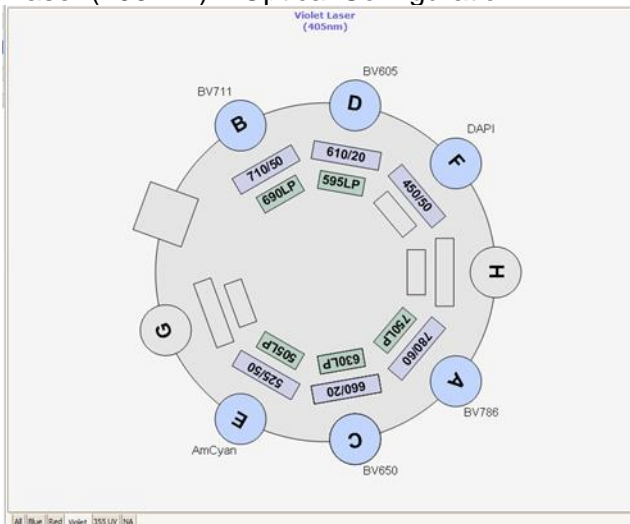 Violet Laser
(405nm)
BV605
D
BV711
B
DAPI
F
610/20
710/50
595LP
690LP
450/50
H
G
750LP
505LP
630LP
780/60
525/50
660/20
A
E
C
BV786
AmCyan
BV650
All Blue Red Violet 355 UV NA